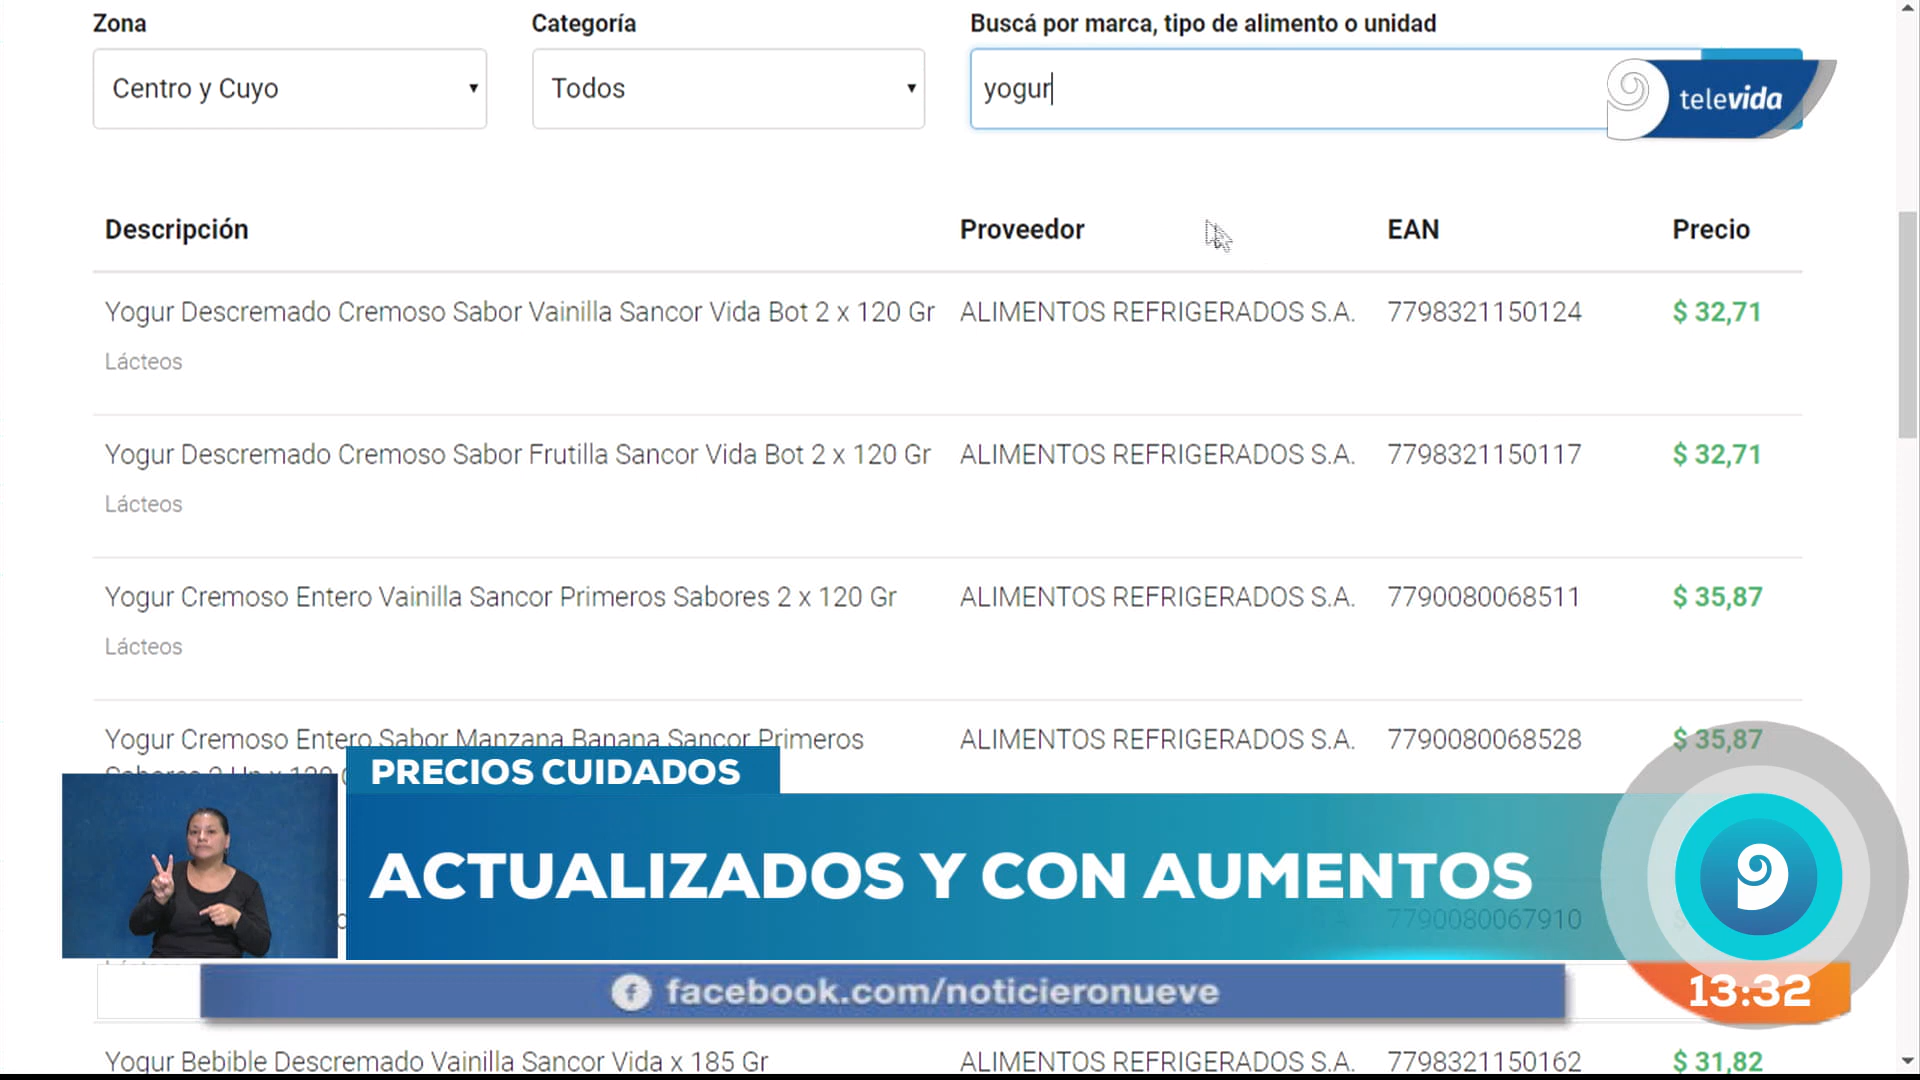 Zona
Categoría
Buscá por marca, tipo de alimento o unidad
Centro y Cuyo
Todos
yogur
televida
Descripción
Proveedor
EAN
Precio
Yogur Descremado Cremoso Sabor Vainilla Sancor Vida Bot 2 x 120 Gr
ALIMENTOS REFRIGERADOS S.A.
7798321150124
$ 32,71
Lácteos
Yogur Descremado Cremoso Sabor Frutilla Sancor Vida Bot 2 x 120 Gr
ALIMENTOS REFRIGERADOS S.A.
7798321150117
$ 32,71
Lácteos
Yogur Cremoso Entero Vainilla Sancor Primeros Sabores 2 x 120 Gr
ALIMENTOS REFRIGERADOS S.A.
7790080068511
$ 35,87
Lácteos
Yogur Cremoso Entero Sabor Manzana Banana Sancor Primeros
ALIMENTOS REFRIGERADOS S.A.
7790080068528
$ 35,87
PRECIOS CUIDADOS
ACTUALIZADOS Y CON AUMENTOS
7790080067910
facebook.com/noticieronueve
13:32
Yogur Bebible Descremado Vainilla Sancor Vida x 185 Gr
ALIMENTOS REFRIGERADOS S.A.
7798321150162
$ 31,82